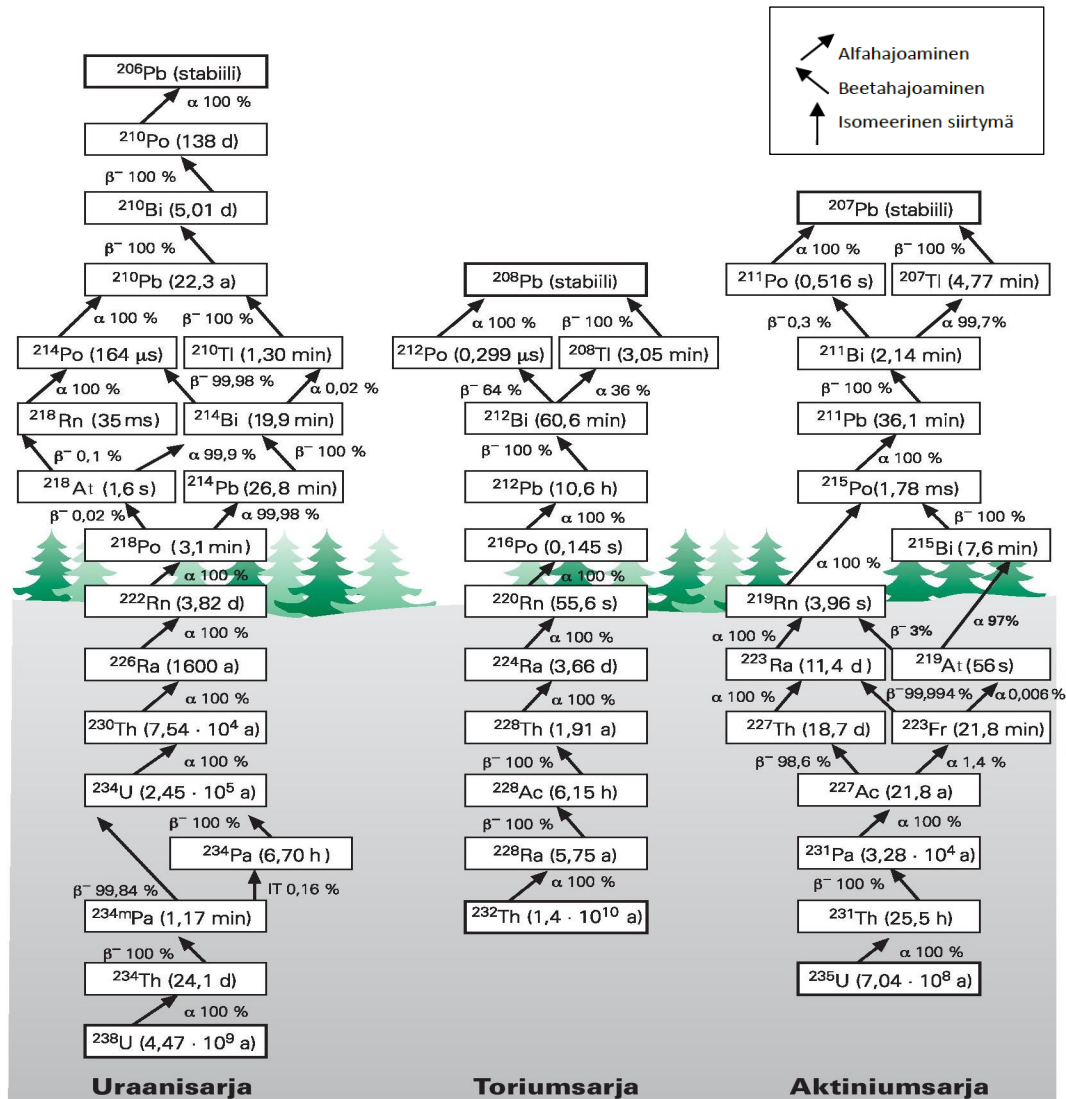 Alfahajoaminen
Beetahajoaminen
Isomeerinen siirtymä
²⁰⁶Pb (stabiili)
α 100 %
²¹⁰Po (138 d)
β⁻ 100 %
²¹⁰Bi (5,01 d)
β⁻ 100 %
²¹⁰Pb (22,3 a)
α 100 %
β⁻ 100 %
²¹⁴Po (164 µs)
²¹⁰Tl (1,30 min)
α 100 %
β⁻ 99,98 %
α 0,02 %
²¹⁸Rn (35 ms)
²¹⁴Bi (19,9 min)
β⁻ 0,1 %
α 99,9 %
β⁻ 100 %
²¹⁸At (1,6 s)
²¹⁴Pb (26,8 min)
β⁻ 0,02 %
α 99,98 %
²¹⁸Po (3,1 min)
α 100 %
²²²Rn (3,82 d)
α 100 %
²²⁶Ra (1600 a)
α 100 %
²³⁰Th (7,54 · 10⁴ a)
α 100 %
²³⁴U (2,45 · 10⁵ a)
β⁻ 100 %
²³⁴Pa (6,70 h)
β⁻ 99,84 %
IT 0,16 %
²³⁴ᵐPa (1,17 min)
β⁻ 100 %
²³⁴Th (24,1 d)
α 100 %
²³⁸U (4,47 · 10⁹ a)
Uraanisarja
²⁰⁸Pb (stabiili)
α 100 %
β⁻ 100 %
²¹²Po (0,299 µs)
²⁰⁸Tl (3,05 min)
β⁻ 64 %
α 36 %
²¹²Bi (60,6 min)
β⁻ 100 %
²¹²Pb (10,6 h)
α 100 %
²¹⁶Po (0,145 s)
α 100 %
²²⁰Rn (55,6 s)
α 100 %
²²⁴Ra (3,66 d)
α 100 %
²²⁸Th (1,91 a)
β⁻ 100 %
²²⁸Ac (6,15 h)
β⁻ 100 %
²²⁸Ra (5,75 a)
α 100 %
²³²Th (1,4 · 10¹⁰ a)
Toriumsarja
²⁰⁷Pb (stabiili)
α 100 %
β⁻ 100 %
²¹¹Po (0,516 s)
²⁰⁷Tl (4,77 min)
β⁻0,3 %
α 99,7%
²¹¹Bi (2,14 min)
β⁻ 100 %
²¹¹Pb (36,1 min)
α 100 %
²¹⁵Po(1,78 ms)
β⁻ 100 %
²¹⁵Bi (7,6 min)
α 100 %
²¹⁹Rn (3,96 s)
α 100 %
β⁻3%
α 97%
²²³Ra (11,4 d)
²¹⁹At (56 s)
α 100 %
β⁻99,994 %
α 0,006%
²²⁷Th (18,7 d)
²²³Fr (21,8 min)
β⁻ 98,6 %
α 1,4 %
²²⁷Ac (21,8 a)
α 100 %
²³¹Pa (3,28 · 10⁴ a)
β⁻ 100 %
²³¹Th (25,5 h)
α 100 %
²³⁵U (7,04 · 10⁸ a)
Aktiniumsarja